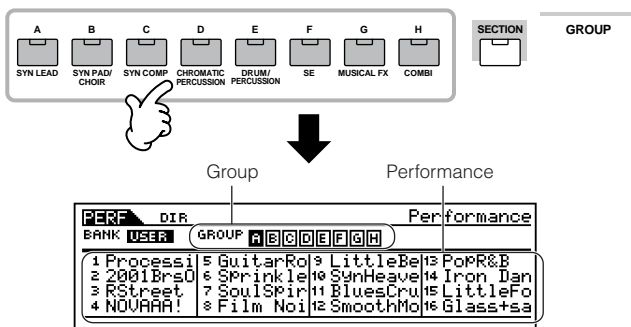 A B C D E F G H SECTION GROUP
SYN LEAD SYN PAD/ CHOIR SYN COMP CHROMATIC PERCUSSION DRUM/ PERCUSSION SE MUSICAL FX COMBI
Group Performance
PERF DIR Performance
BANK USER GROUP A B C D E F G H
1 Processi 5 GuitarRo 9 LittleBe 13 PopR&B
2 2001BrsO 6 Sprinkle 10 SynHeave 14 Iron Dan
3 RStreet 7 SoulSpir 11 BluesCru 15 LittleFo
4 NOVAAA! 8 Film Noi 12 SmoothMo 16 Glass+sa